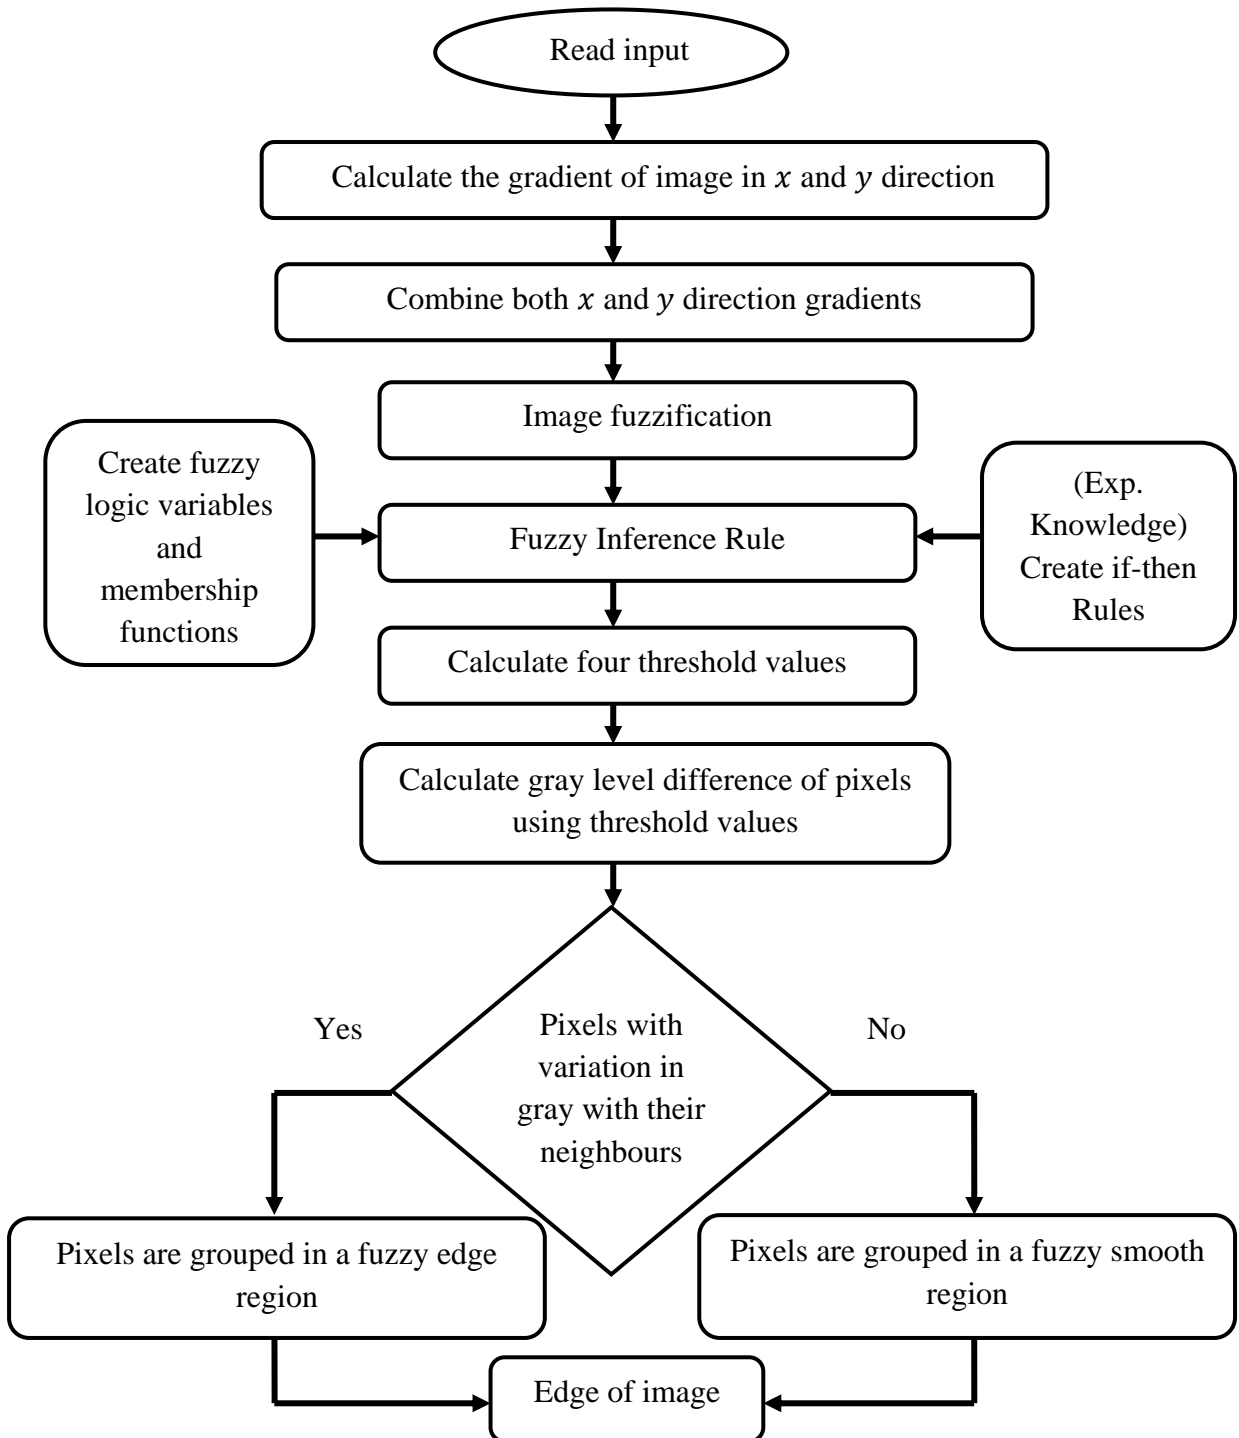 Read input
Calculate the gradient of image in x and y direction
Combine both x and y direction gradients
Image fuzzification
Create fuzzy
logic variables
and
membership
functions
Fuzzy Inference Rule
(Exp.
Knowledge)
Create if-then
Rules
Calculate four threshold values
Calculate gray level difference of pixels
using threshold values
Yes
Pixels with
variation in
gray with their
neighbours
No
Pixels are grouped in a fuzzy edge
region
Pixels are grouped in a fuzzy smooth
region
Edge of image